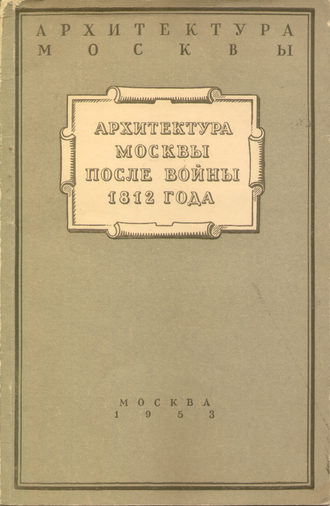 АРХИТЕКТУРА
МОСКВЫ
АРХИТЕКТУРА
МОСКВЫ
ПОСЛЕ ВОЙНЫ
1812 ГОДА
МОСКВА
1953